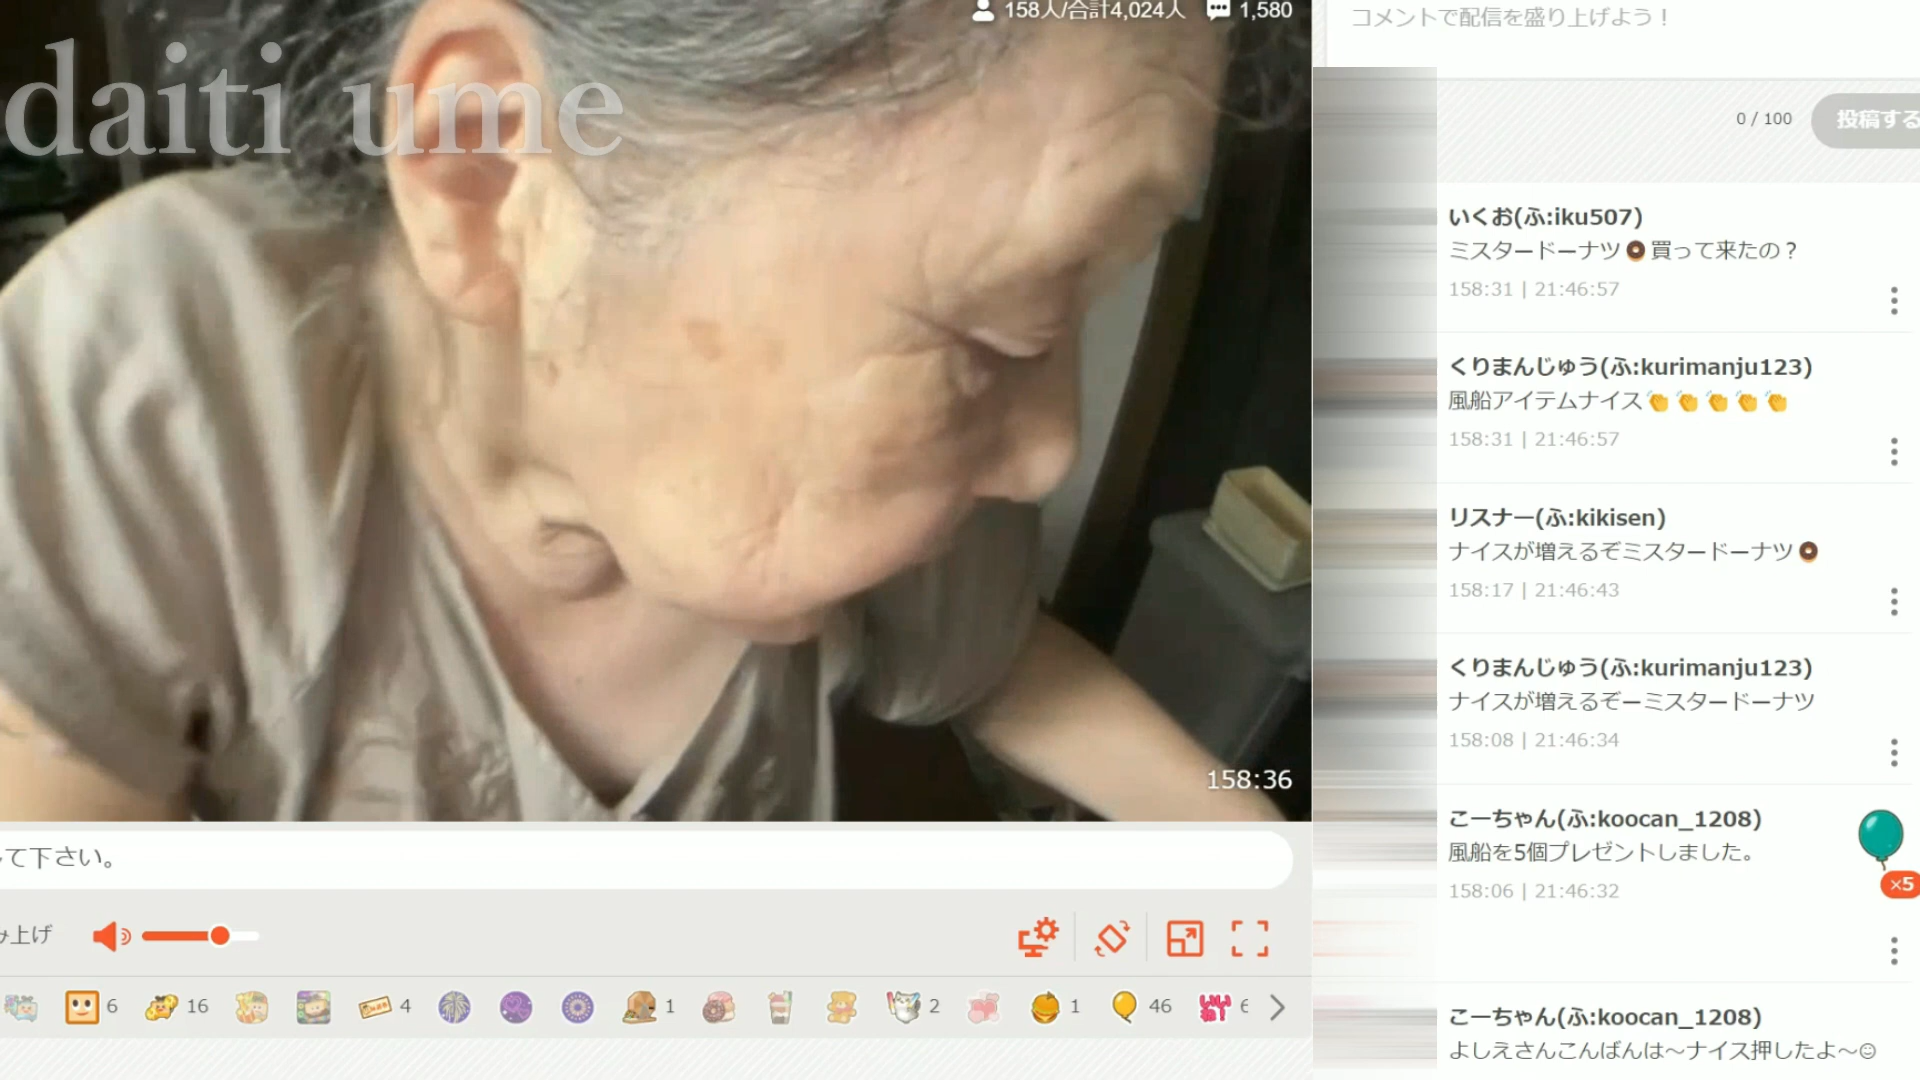 158人/合計4,024人 1,580
daiti ume
158:36
して下さい。
み上げ
6 16 4 1 2 1 46 6
コメントで配信を盛り上げよう！
0 / 100
投稿する
いくお(ふ:iku507)
ミスタードーナツ🍩買って来たの？
158:31 | 21:46:57
くりまんじゅう(ふ:kurimanju123)
風船アイテムナイス👏👏👏👏👏
158:31 | 21:46:57
リスナー(ふ:kikisen)
ナイスが増えるぞミスタードーナツ🍩
158:17 | 21:46:43
くりまんじゅう(ふ:kurimanju123)
ナイスが増えるぞーミスタードーナツ
158:08 | 21:46:34
こーちゃん(ふ:koocan_1208)
風船を5個プレゼントしました。
×5
158:06 | 21:46:32
こーちゃん(ふ:koocan_1208)
よしえさんこんばんは〜ナイス押したよ〜☺